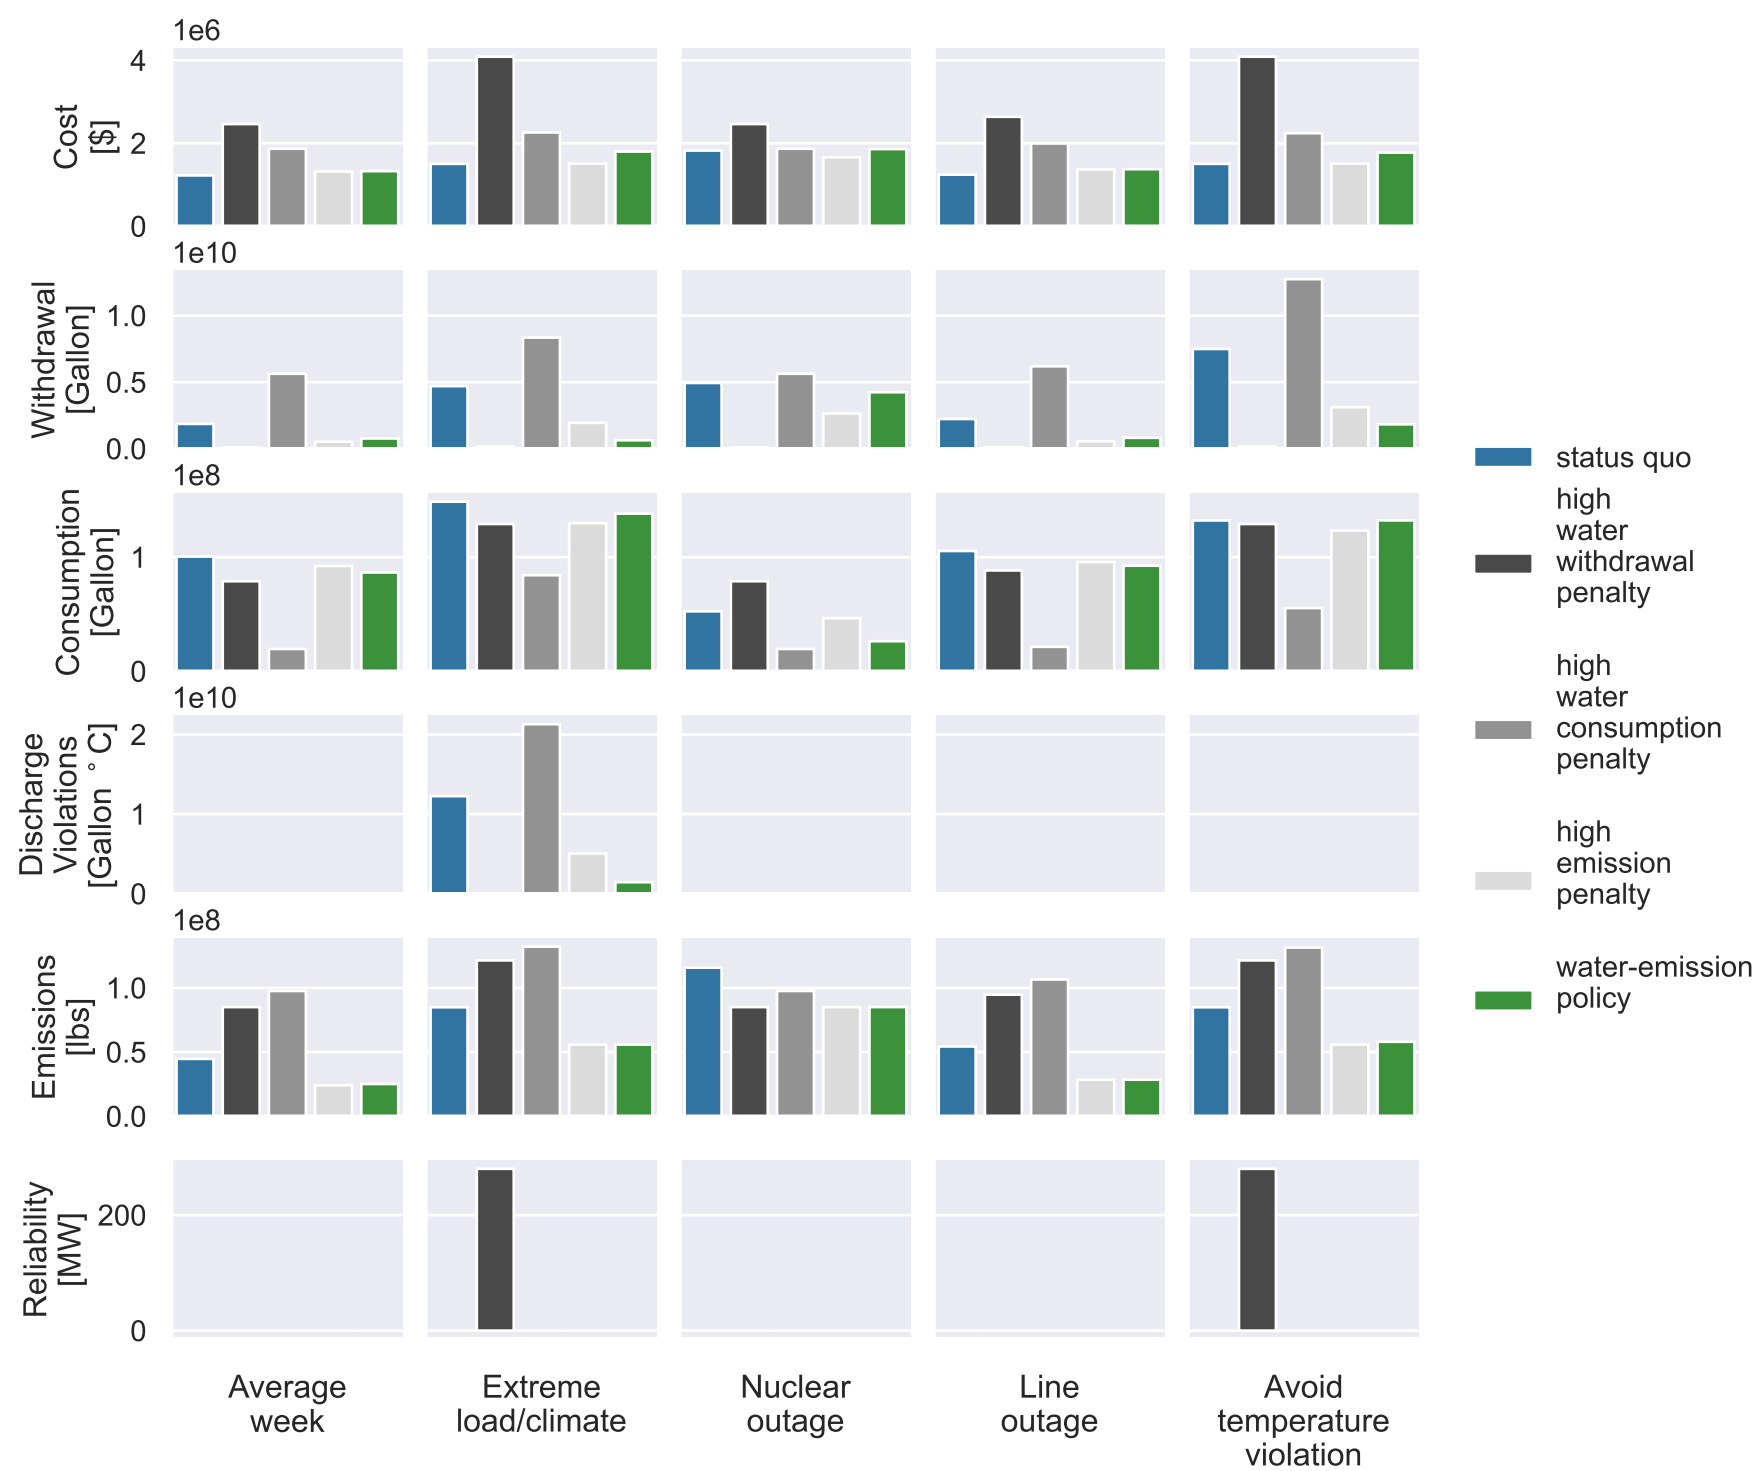 1e6
Cost
[$]
4
2
0
1e10
Withdrawal
[Gallon]
1.0
0.5
0.0
1e8
Consumption
[Gallon]
1
0
1e10
Discharge
Violations
[Gallon °C]
2
1
0
1e8
Emissions
[lbs]
1.0
0.5
0.0
Reliability
[MW]
200
0
Average
week
Extreme
load/climate
Nuclear
outage
Line
outage
Avoid
temperature
violation
status quo
high
water
withdrawal
penalty
high
water
consumption
penalty
high
emission
penalty
water-emission
policy